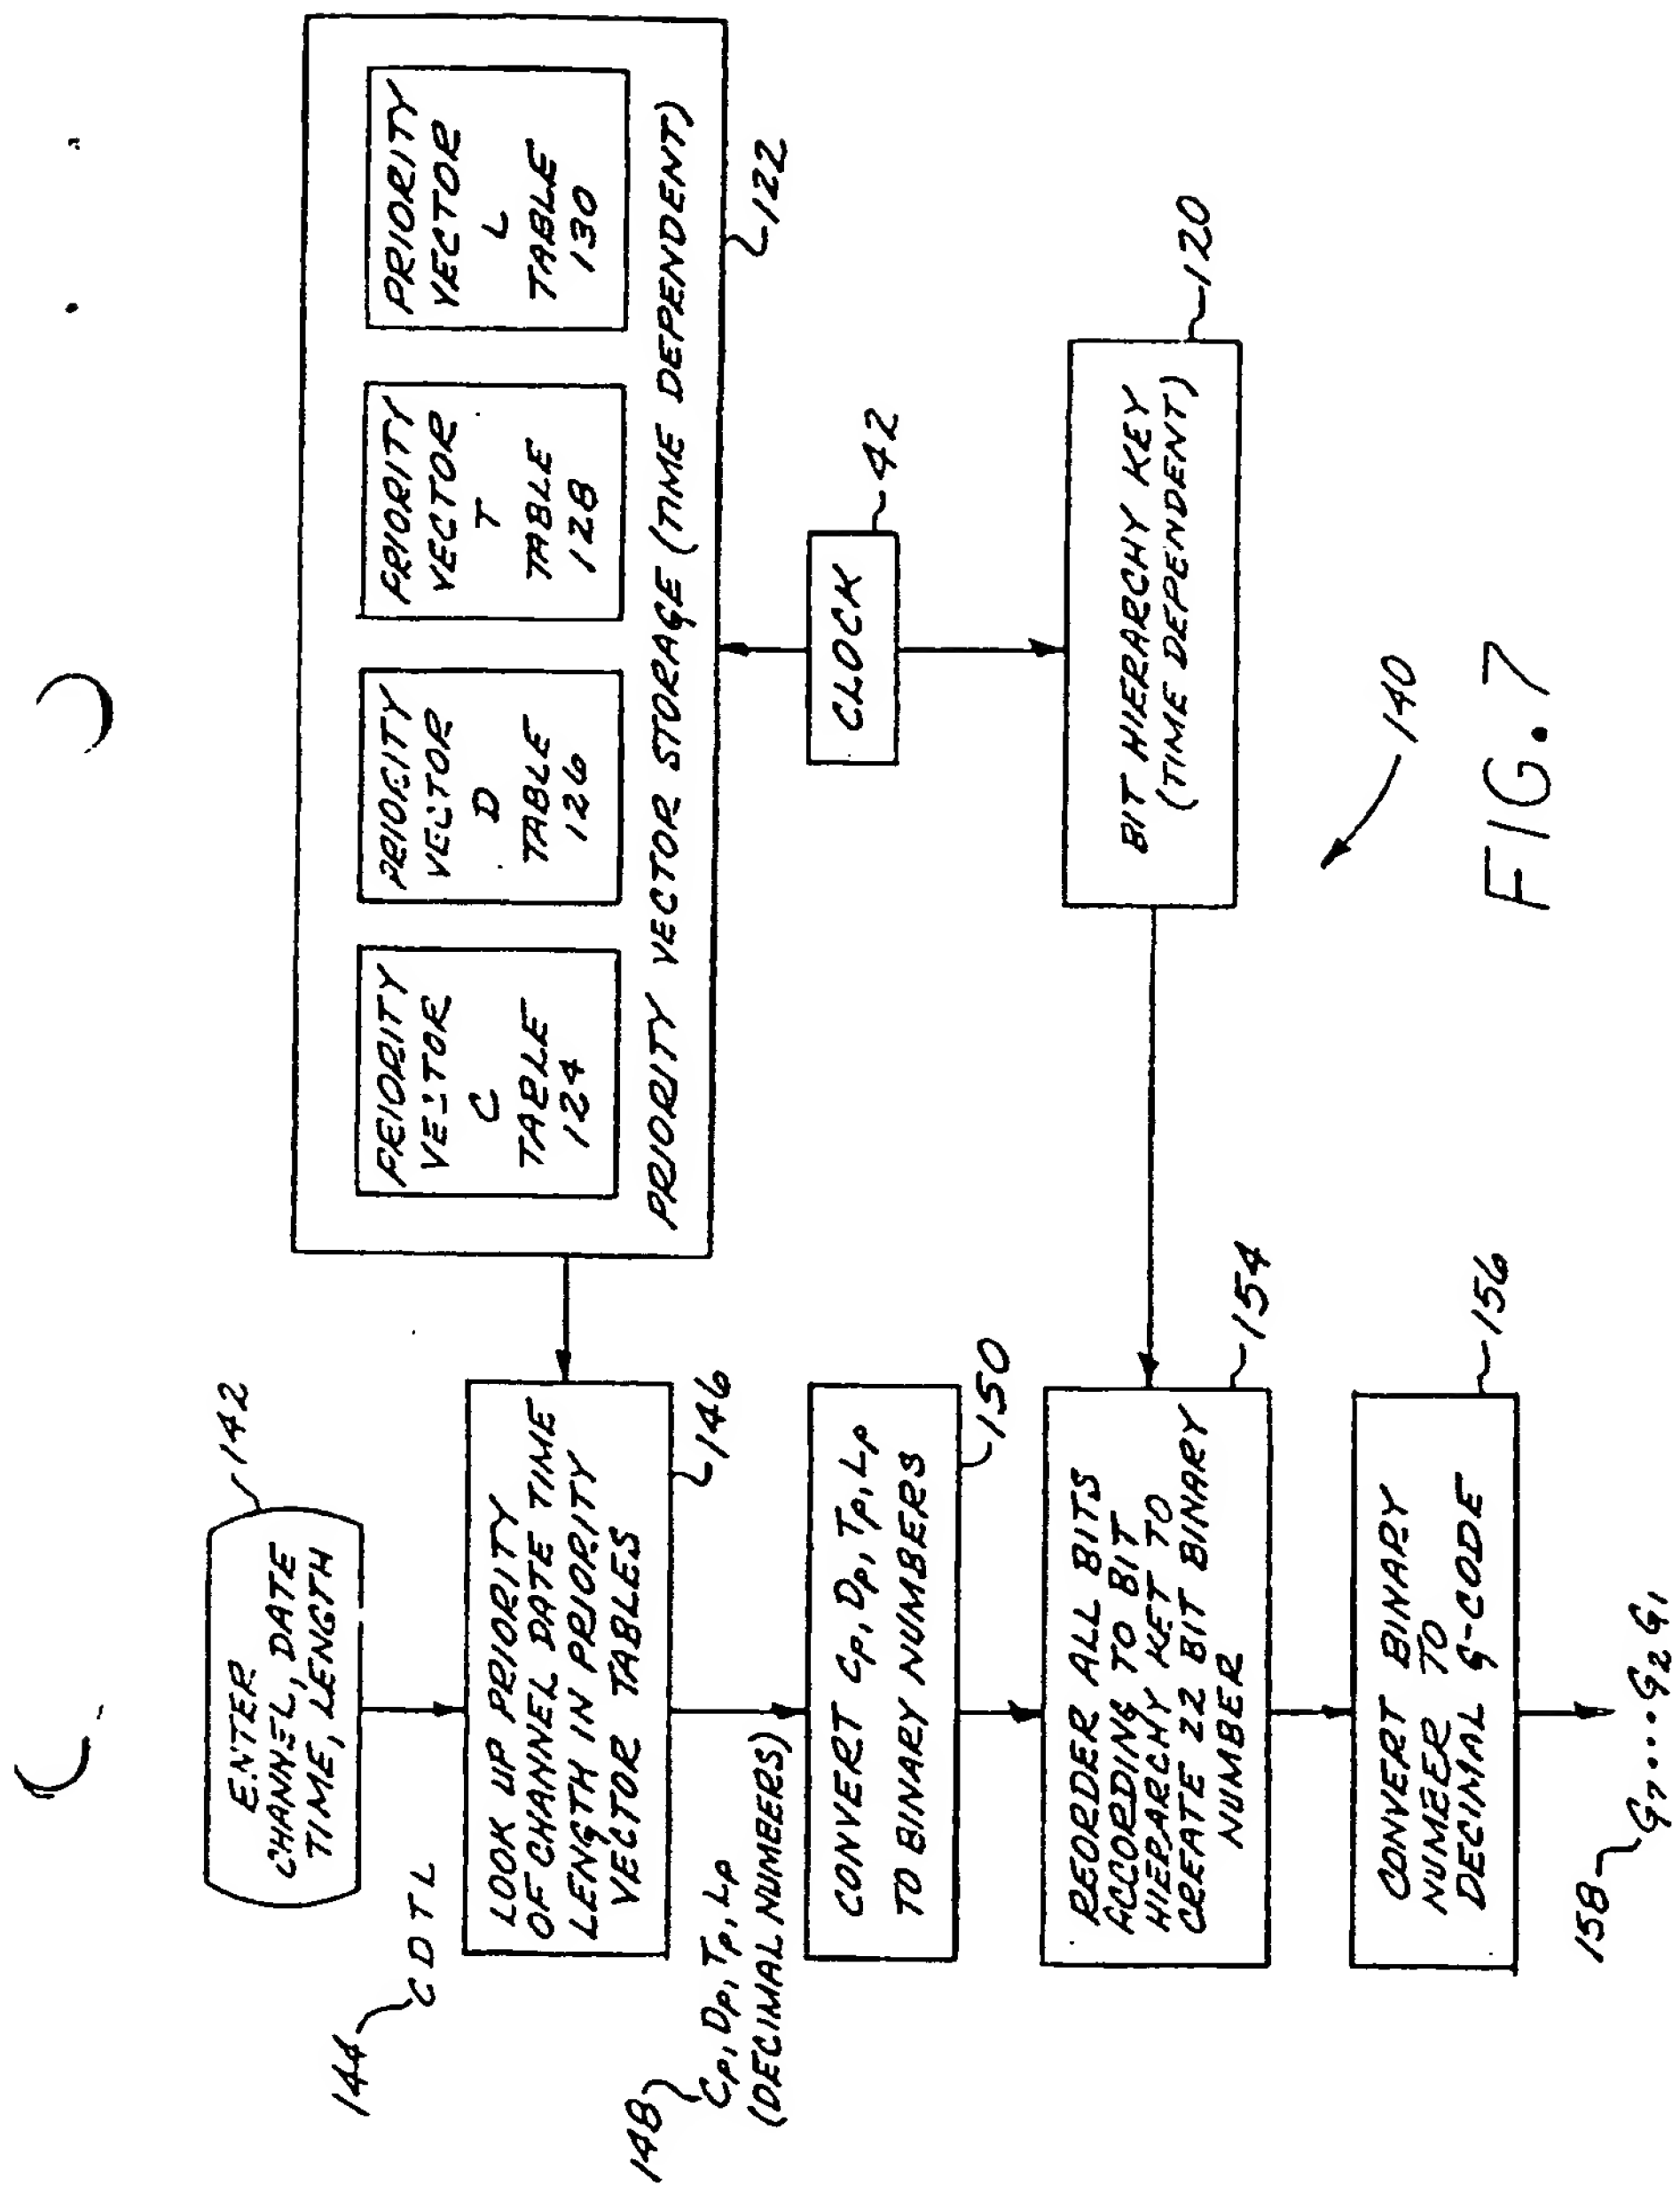 142
ENTER
CHANNEL, DATE
TIME, LENGTH
144
C D T L
LOOK UP PRIORITY
OF CHANNEL DATE TIME
LENGTH IN PRIORITY
VECTOR TABLES
146
148
Cp, Dp, Tp, Lp
(DECIMAL NUMBERS)
CONVERT Cp, Dp, Tp, Lp
TO BINARY NUMBERS
150
REORDER ALL BITS
ACCORDING TO BIT
HIERARCHY KET TO
CREATE 22 BIT BINARY
NUMBER
154
CONVERT BINARY
NUMBER TO
DECIMAL G-CODE
156
158
G7...G2G1
PRIORITY
VECTOR
C
TABLE
124
PRIORITY
VECTOR
D
TABLE
126
PRIORITY
VECTOR
T
TABLE
128
PRIORITY
VECTOR
L
TABLE
130
PRIORITY VECTOR STORAGE (TIME DEPENDENT)
122
CLOCK
42
BIT HIERARCHY KEY
(TIME DEPENDENT)
120
140
FIG. 7